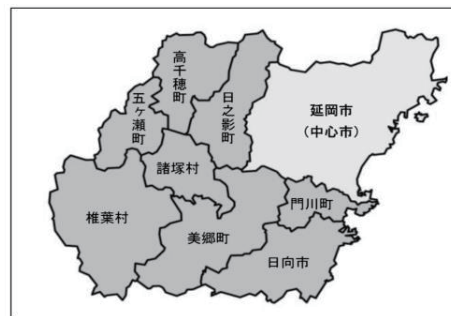 高千穂町
日之影町
五ヶ瀬町
延岡市
（中心市）
諸塚村
椎葉村
門川町
美郷町
日向市